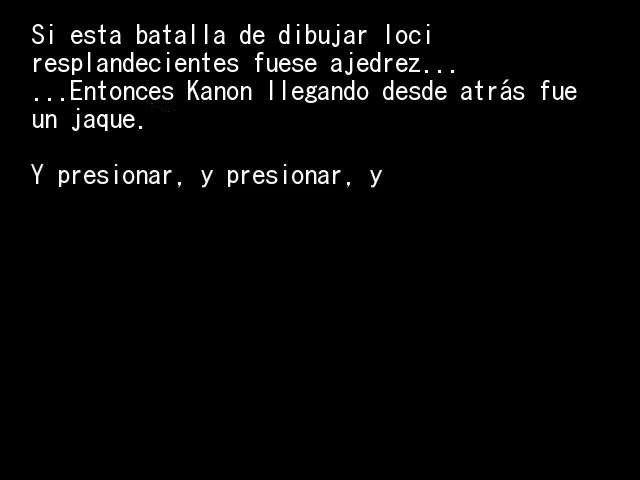 Si esta batalla de dibujar loci
resplandecientes fuese ajedrez...
...Entonces Kanon llegando desde atrás fue
un jaque.
Y presionar, y presionar, y